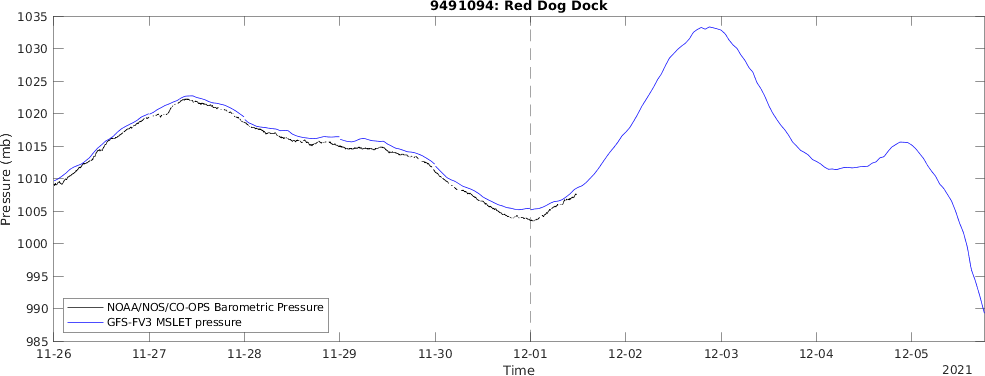 9491094: Red Dog Dock
1035
1030
1025
1020
1015
1010
1005
1000
995
990
985
Pressure (mb)
NOAA/NOS/CO-OPS Barometric Pressure
GFS-FV3 MSLET pressure
11-26 11-27 11-28 11-29 11-30 12-01 12-02 12-03 12-04 12-05
Time
2021